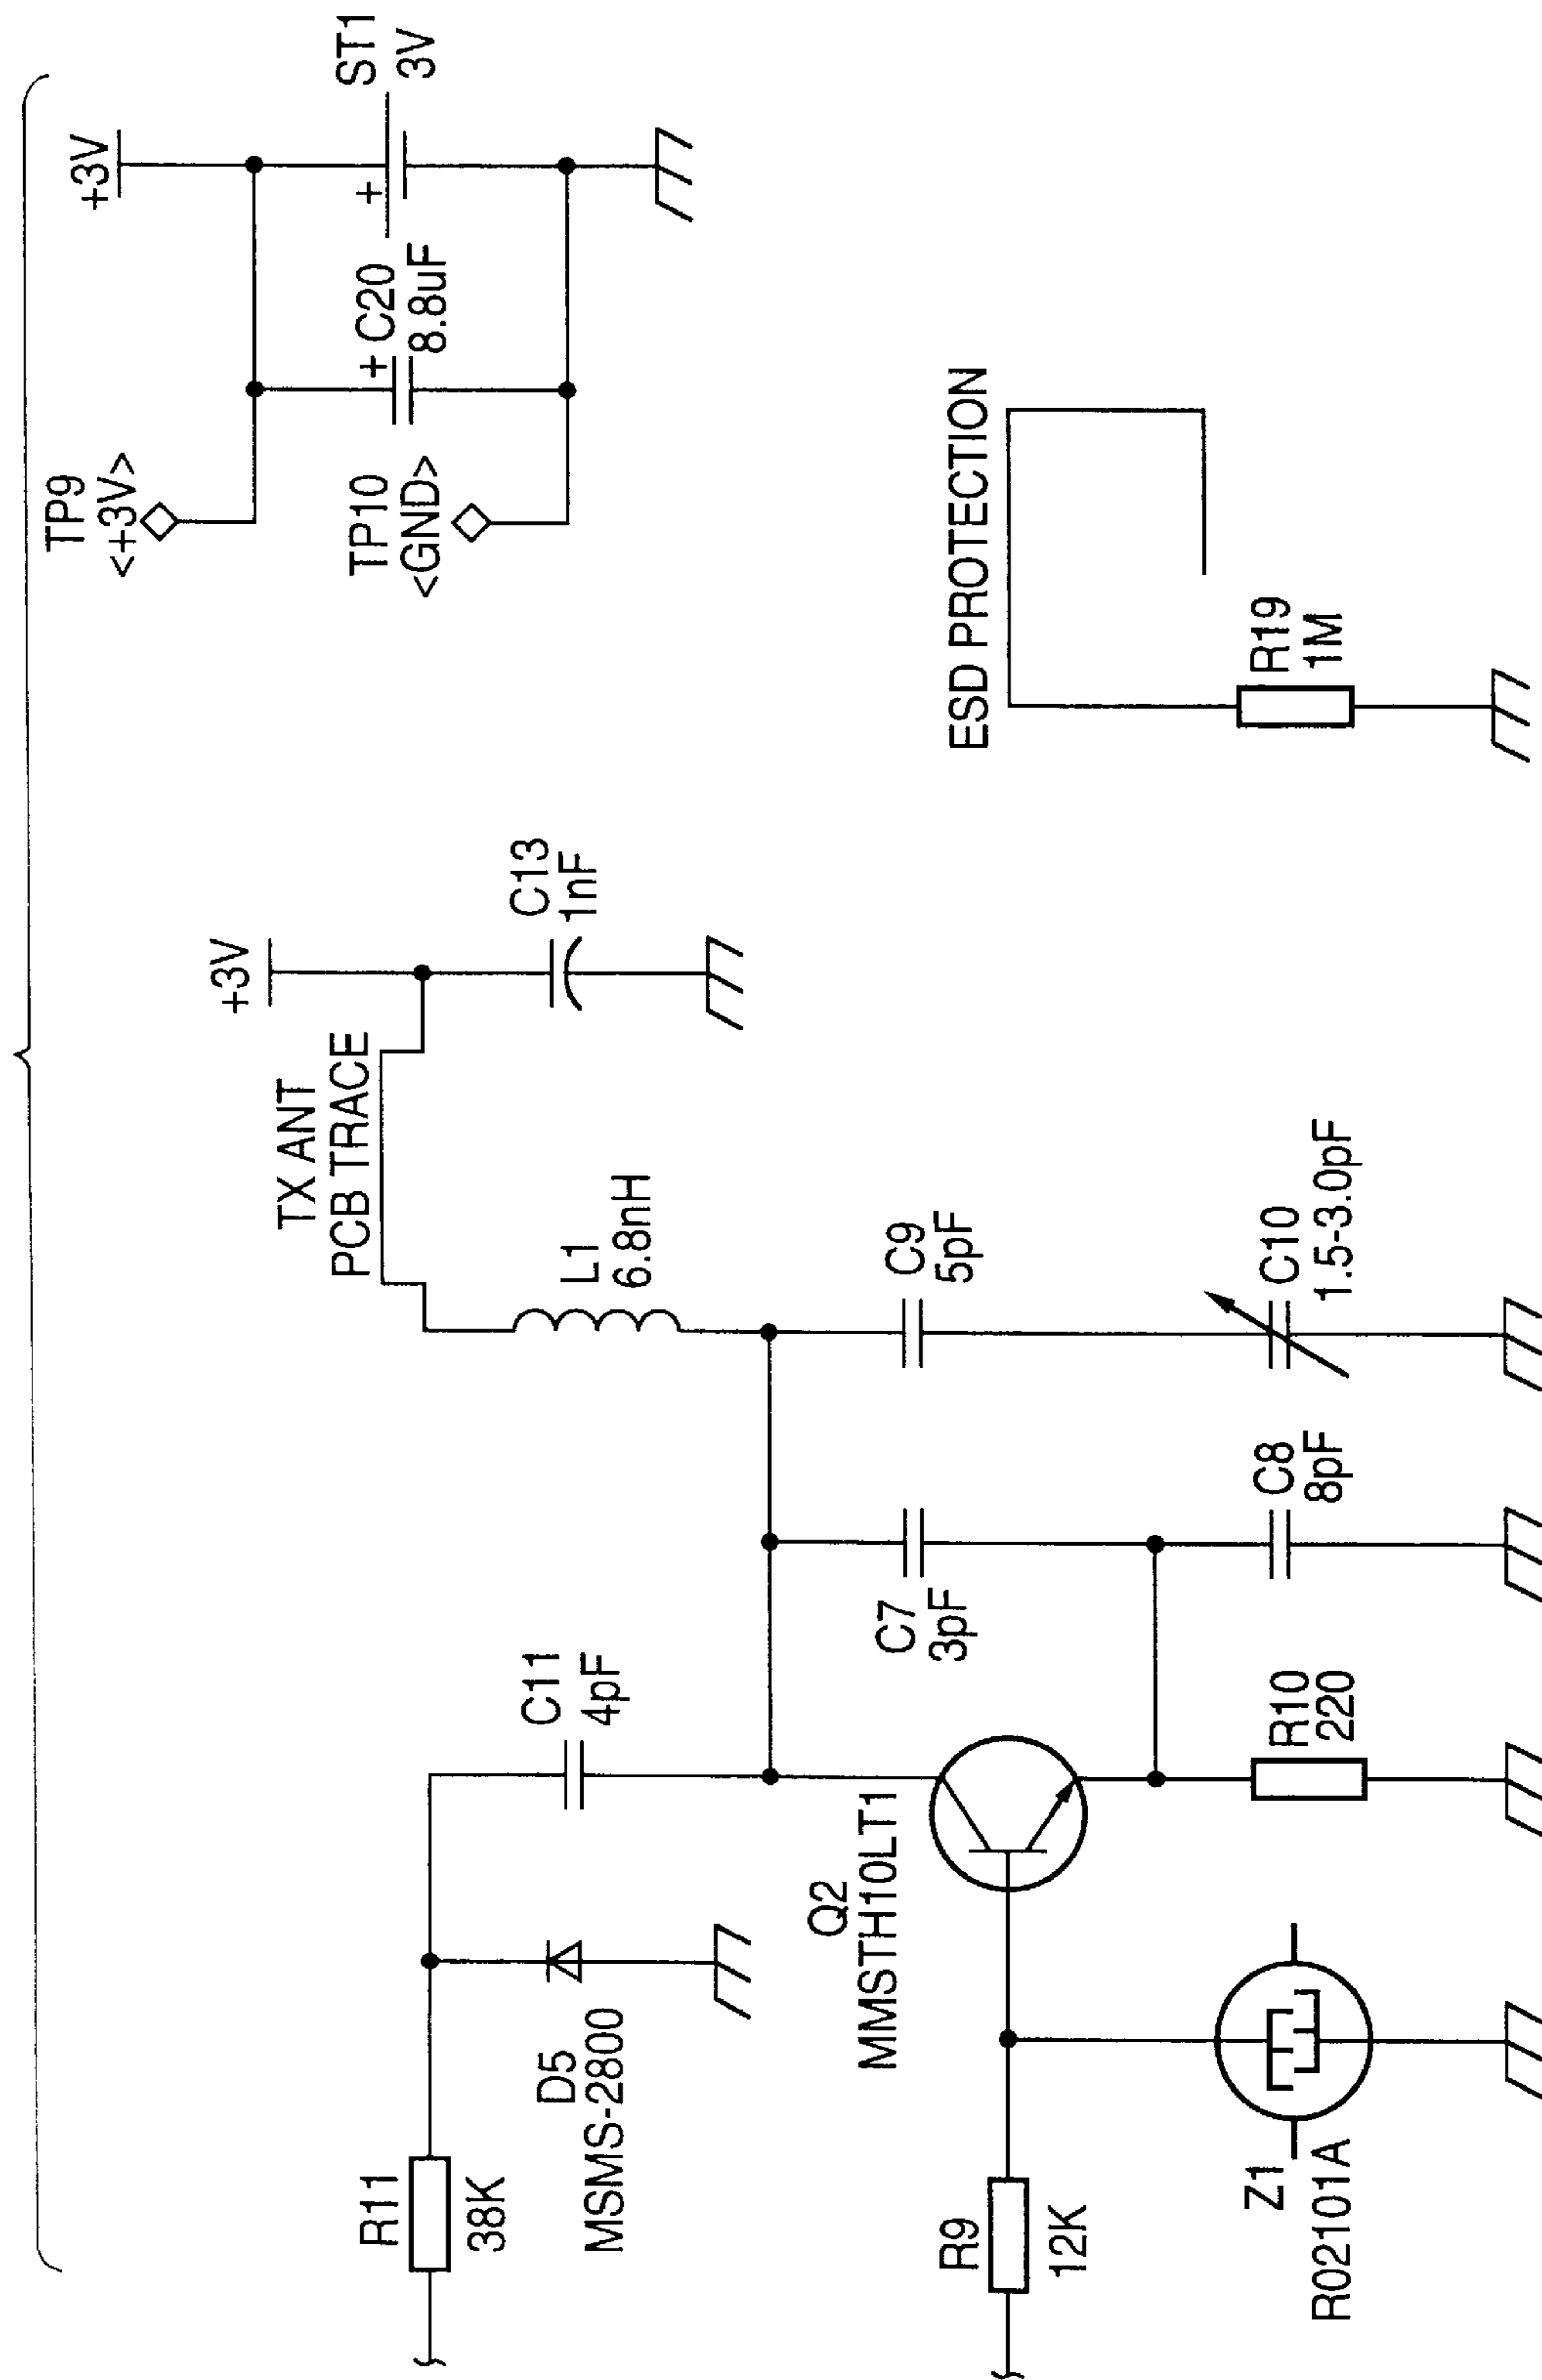 R11
38K
D5
MSMS-2800
C11
4pF
TX ANT
PCB TRACE
+3V
L1
6.8nH
C13
1nF
TP9
<+3V>
+3V
TP10
<GND>
+ C20
8.8uF
+
ST1
3V
R9
12K
Q2
MMSTH10LT1
Z1
R02101A
C7
3pF
R10
220
C8
8pF
C9
5pF
C10
1.5-3.0pF
ESD PROTECTION
R19
1M